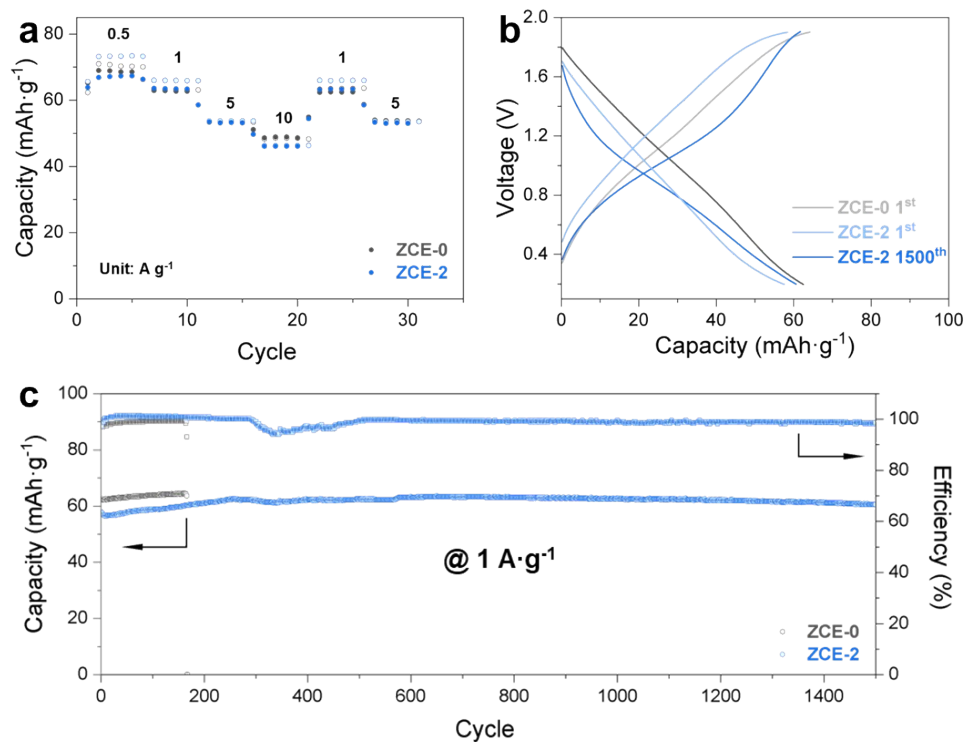 a
0.5
1
5
10
1
5
Capacity (mAh·g⁻¹)
80
60
40
20
0
ZCE-0
ZCE-2
Unit: A g⁻¹
0
10
20
30
Cycle
b
Voltage (V)
2.0
1.6
1.2
0.8
0.4
ZCE-0 1ˢᵗ
ZCE-2 1ˢᵗ
ZCE-2 1500ᵗʰ
0
20
40
60
80
100
Capacity (mAh·g⁻¹)
c
Capacity (mAh·g⁻¹)
100
80
60
40
20
0
@ 1 A·g⁻¹
ZCE-0
ZCE-2
100
80
60
40
20
0
Efficiency (%)
0
200
400
600
800
1000
1200
1400
Cycle